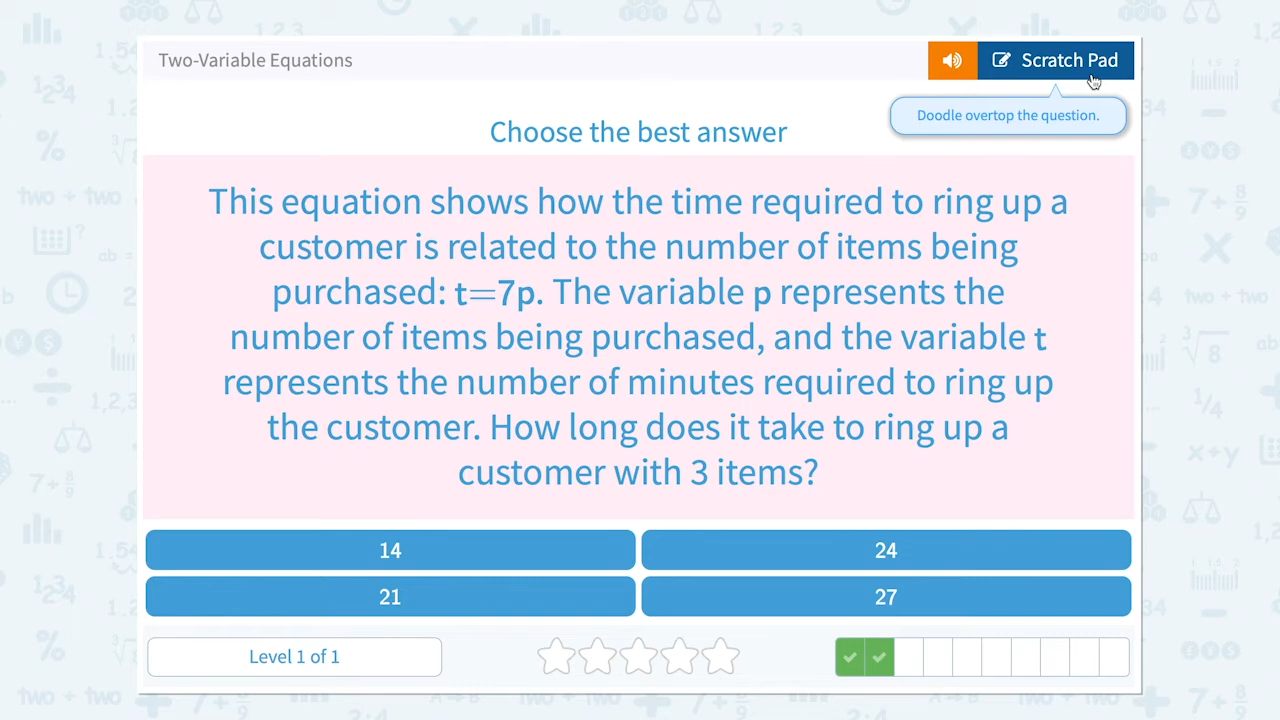 Two-Variable Equations
Scratch Pad
Doodle overtop the question.
Choose the best answer
This equation shows how the time required to ring up a
customer is related to the number of items being
purchased: t=7p. The variable p represents the
number of items being purchased, and the variable t
represents the number of minutes required to ring up
the customer. How long does it take to ring up a
customer with 3 items?
14
24
21
27
Level 1 of 1